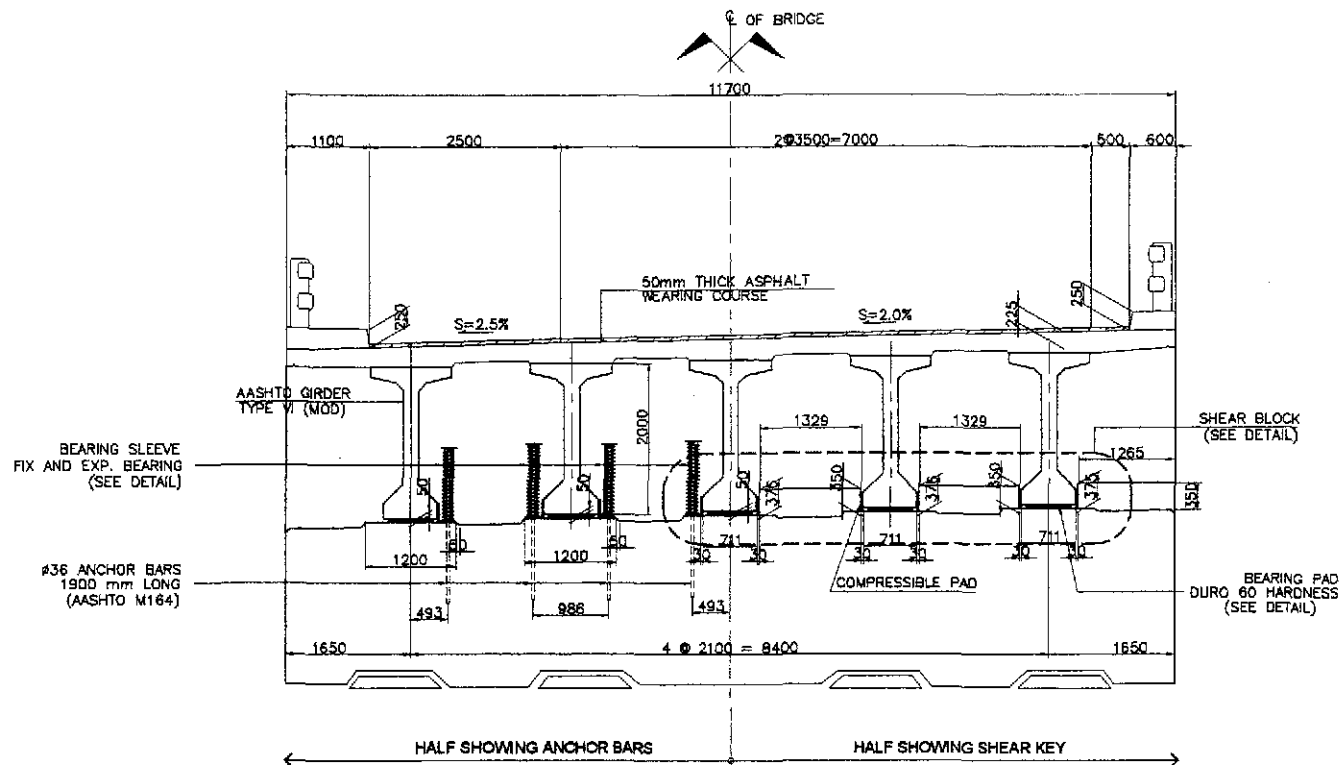 ℄ OF BRIDGE
11700
1100
2500
2@3500=7000
500
600
50mm THICK ASPHALT
WEARING COURSE
250
S=2.5%
S=2.0%
225
250
AASHTO GIRDER
TYPE VI (MOD)
2000
1329
1329
SHEAR BLOCK
(SEE DETAIL)
1265
BEARING SLEEVE
FIX AND EXP. BEARING
(SEE DETAIL)
50
50
50
375
350
375
350
375
350
60
60
711
711
711
30
30
30
30
30
30
1200
1200
COMPRESSIBLE PAD
BEARING PAD
DURO 60 HARDNESS
(SEE DETAIL)
ø36 ANCHOR BARS
1900 mm LONG
(AASHTO M164)
493
986
493
1650
4 @ 2100 = 8400
1650
HALF SHOWING ANCHOR BARS
HALF SHOWING SHEAR KEY